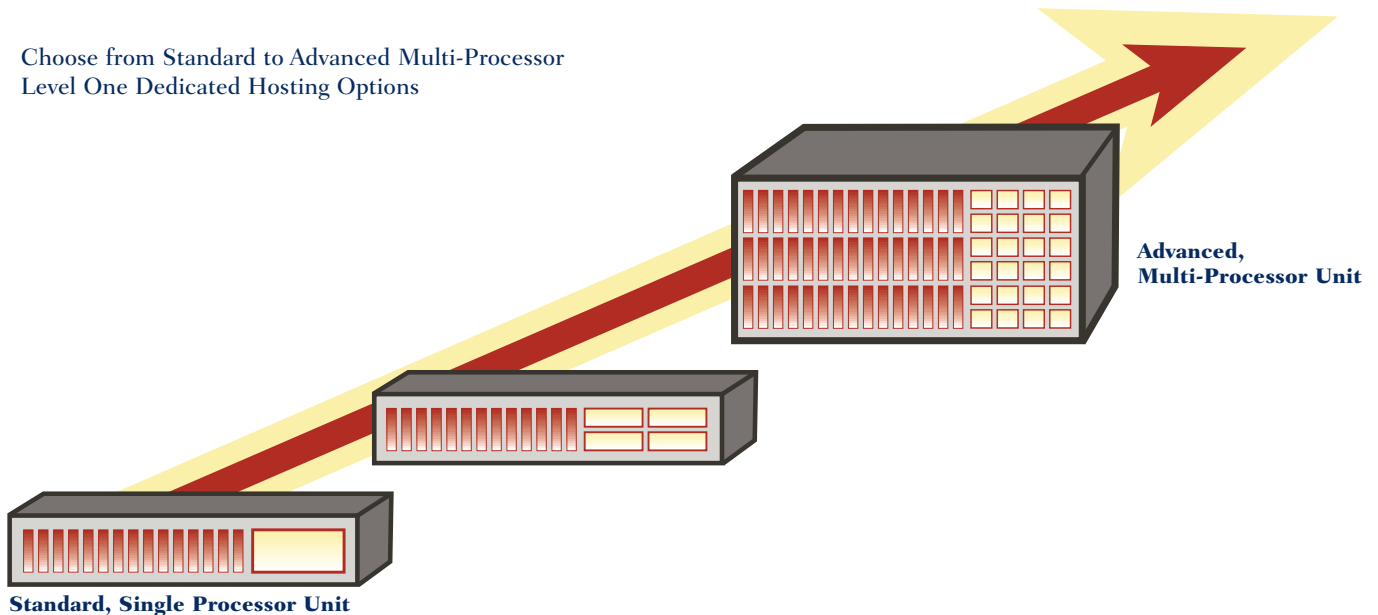 Choose from Standard to Advanced Multi-Processor
Level One Dedicated Hosting Options
Advanced,
Multi-Processor Unit
Standard, Single Processor Unit